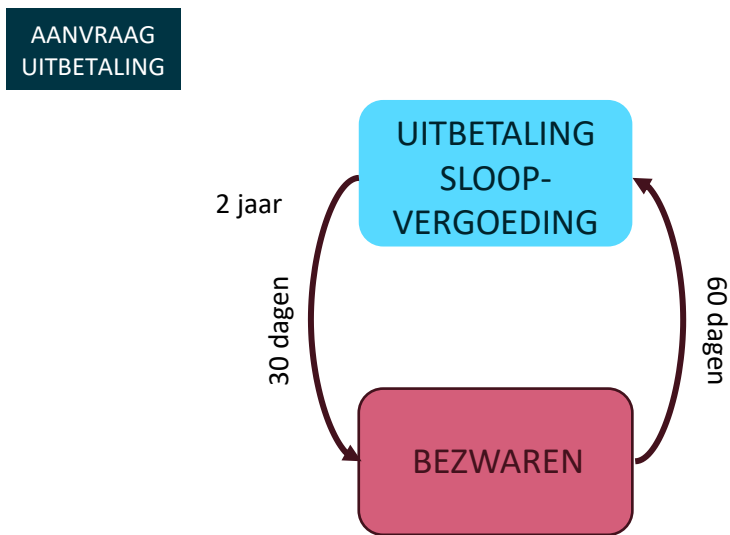 AANVRAAG
UITBETALING
UITBETALING
SLOOP-
VERGOEDING
2 jaar
30 dagen
60 dagen
BEZWAREN